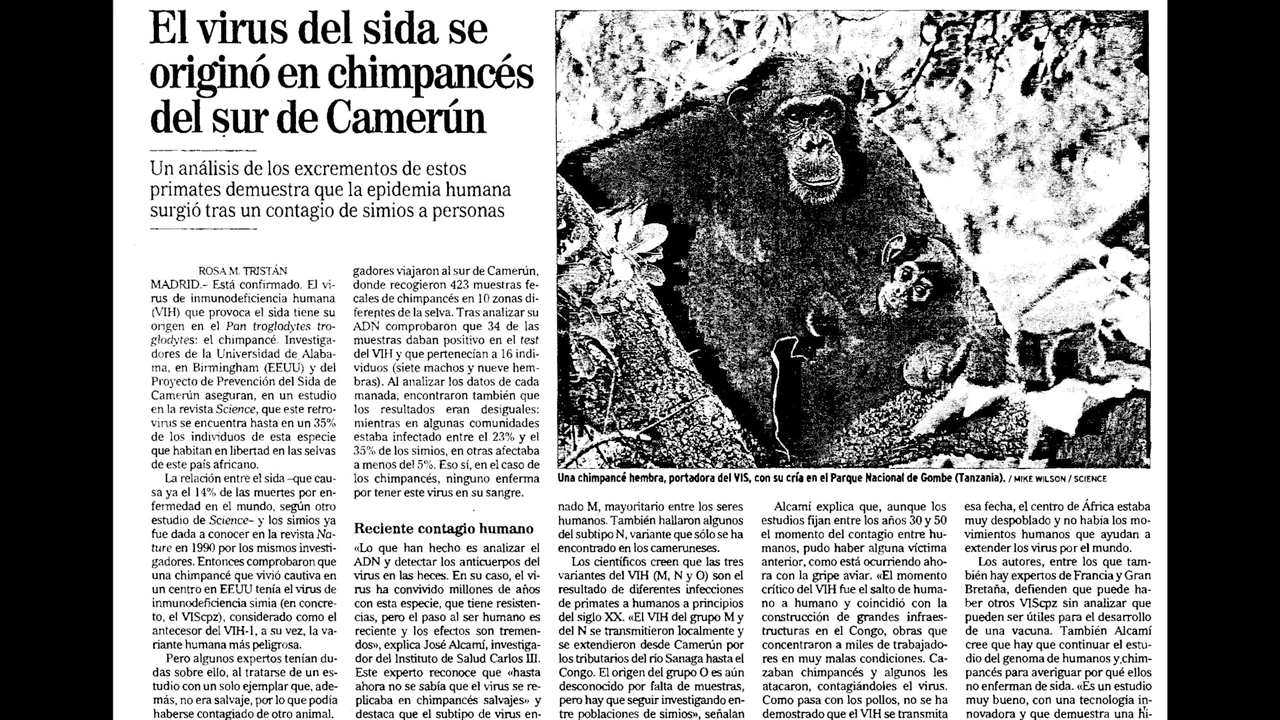 El virus del sida se
originó en chimpancés
del sur de Camerún
Un análisis de los excrementos de estos
primates demuestra que la epidemia humana
surgió tras un contagio de simios a personas
ROSA M. TRISTÁN
MADRID.- Está confirmado. El vi-
rus de inmunodeficiencia humana
(VIH) que provoca el sida tiene su
origen en el Pan troglodytes tro-
glodytes: el chimpancé. Investiga-
dores de la Universidad de Alaba-
ma, en Birmingham (EEUU) y del
Proyecto de Prevención del Sida de
Camerún aseguran, en un estudio
en la revista Science, que este retro-
virus se encuentra hasta en un 35%
de los individuos de esta especie
que habitan en libertad en las selvas
de este país africano.
La relación entre el sida –que cau-
sa ya el 14% de las muertes por en-
fermedad en el mundo, según otro
estudio de Science– y los simios ya
fue dada a conocer en la revista Na-
ture en 1990 por los mismos investi-
gadores. Entonces comprobaron que
una chimpancé que vivió cautiva en
un centro en EEUU tenía el virus de
inmunodeficiencia simia (en concre-
to, el VIScpz), considerado como el
antecesor del VIH-1, a su vez, la va-
riante humana más peligrosa.
Pero algunos expertos tenían du-
das sobre ello, al tratarse de un es-
tudio con un solo ejemplar que, ade-
más, no era salvaje, por lo que podía
haberse contagiado de otro animal.
gadores viajaron al sur de Camerún,
donde recogieron 423 muestras fe-
cales de chimpancés en 10 zonas di-
ferentes de la selva. Tras analizar su
ADN comprobaron que 34 de las
muestras daban positivo en el test
del VIH y que pertenecían a 16 indi-
viduos (siete machos y nueve hem-
bras). Al analizar los datos de cada
manada, encontraron también que
los resultados eran desiguales:
mientras en algunas comunidades
estaba infectado entre el 23% y el
35% de los simios, en otras afectaba
a menos del 5%. Eso sí, en el caso de
los chimpancés, ninguno enferma
por tener este virus en su sangre.
Reciente contagio humano
«Lo que han hecho es analizar el
ADN y detectar los anticuerpos del
virus en las heces. En su caso, el vi-
rus ha convivido millones de años
con esta especie, que tiene resisten-
cias, pero el paso al ser humano es
reciente y los efectos son tremen-
dos», explica José Alcamí, investiga-
dor del Instituto de Salud Carlos III.
Este experto reconoce que «hasta
ahora no se sabía que el virus se re-
plicaba en chimpancés salvajes» y
destaca que el subtipo de virus en-
Una chimpancé hembra, portadora del VIS, con su cría en el Parque Nacional de Gombe (Tanzania). / MIKE WILSON / SCIENCE
nado M, mayoritario entre los seres
humanos. También hallaron algunos
del subtipo N, variante que sólo se ha
encontrado en los cameruneses.
Los científicos creen que las tres
variantes del VIH (M, N y O) son el
resultado de diferentes infecciones
de primates a humanos a principios
del siglo XX. «El VIH del grupo M y
del N se transmitieron localmente y
se extendieron desde Camerún por
los tributarios del río Sanaga hasta el
Congo. El origen del grupo O es aún
desconocido por falta de muestras,
pero hay que seguir investigando en-
tre poblaciones de simios», señalan
Alcamí explica que, aunque los
estudios fijan entre los años 30 y 50
el momento del contagio entre hu-
manos, pudo haber alguna víctima
anterior, como está ocurriendo aho-
ra con la gripe aviar. «El momento
crítico del VIH fue el salto de huma-
no a humano y coincidió con la
construcción de grandes infraes-
tructuras en el Congo, obras que
concentraron a miles de trabajado-
res en muy malas condiciones. Ca-
zaban chimpancés y algunos les
atacaron, contagiándoles el virus.
Como pasa con los pollos, no se ha
demostrado que el VIH se transmita
esa fecha, el centro de África estaba
muy despoblado y no había los mo-
vimientos humanos que ayudan a
extender los virus por el mundo.
Los autores, entre los que tam-
bién hay expertos de Francia y Gran
Bretaña, defienden que puede ha-
ber otros VIScpz sin analizar que
pueden ser útiles para el desarrollo
de una vacuna. También Alcamí
cree que hay que continuar el estu-
dio del genoma de humanos y chim-
pancés para averiguar por qué ellos
no enferman de sida. «Es un estudio
muy bueno, con una tecnología in-
novadora y que demuestra una hi-